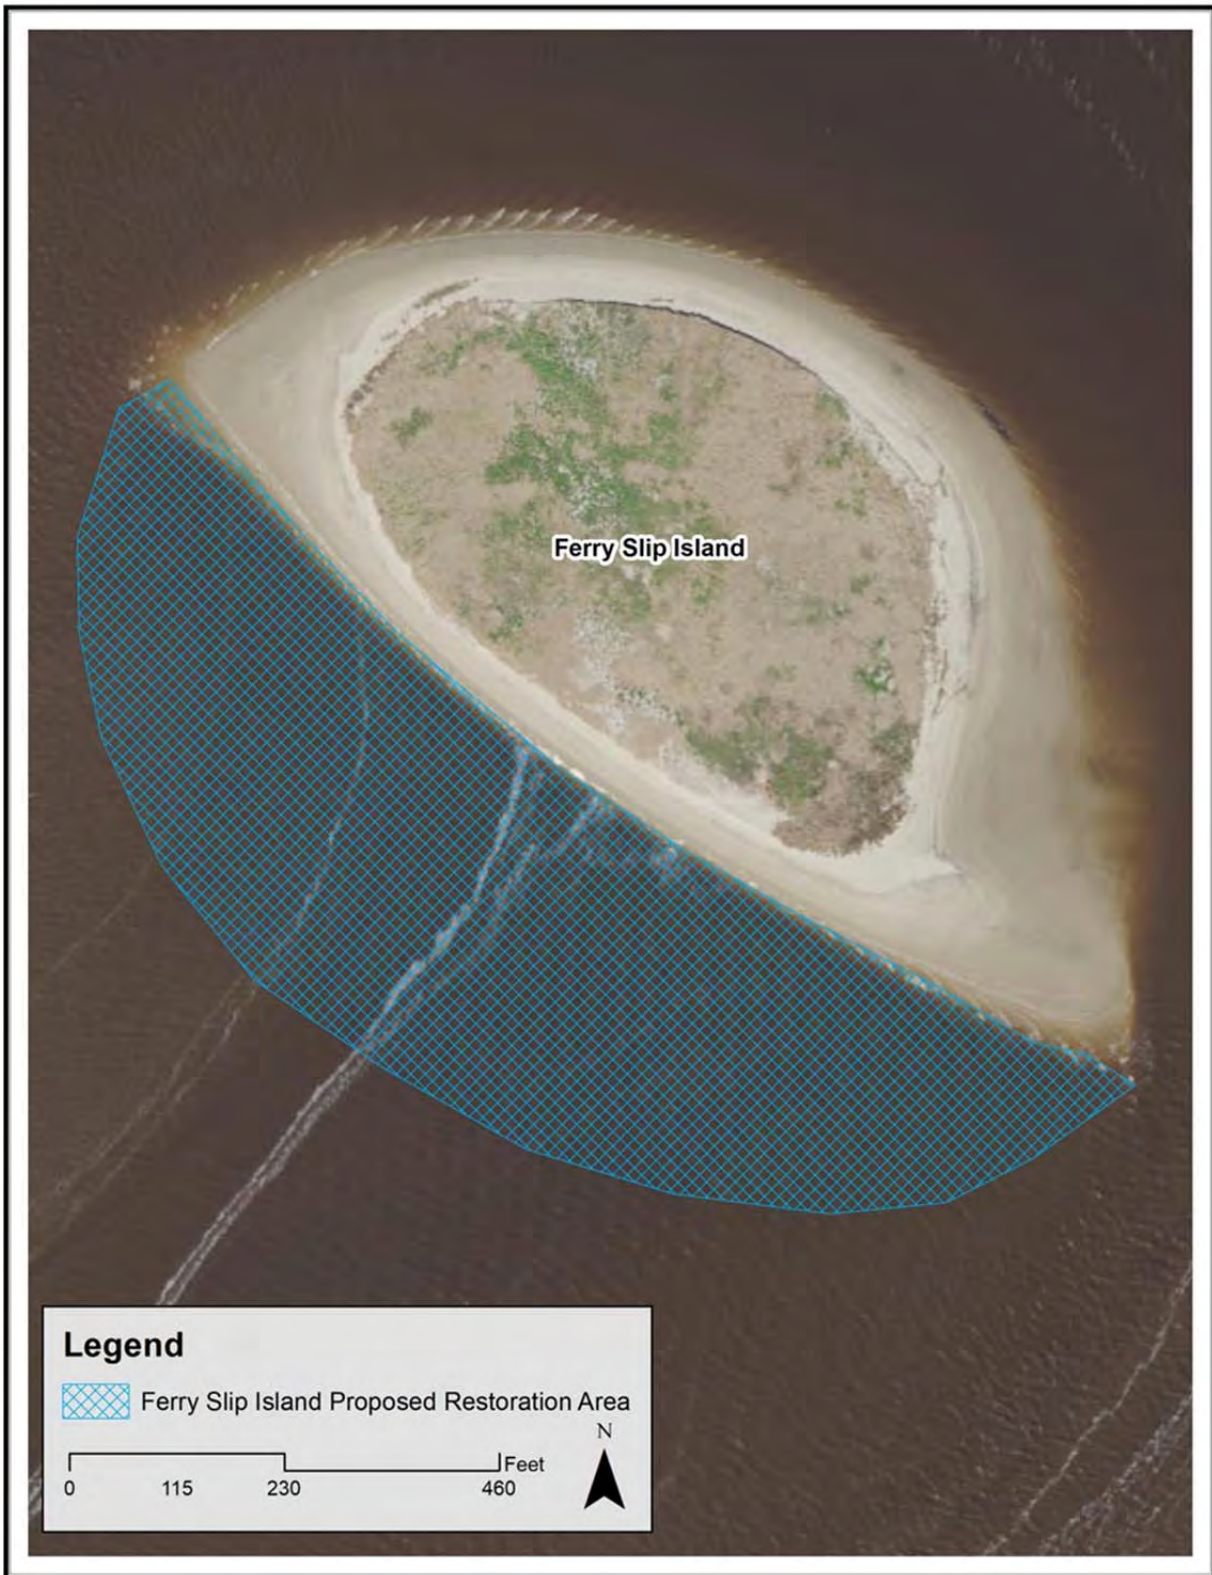 Ferry Slip Island
Legend
Ferry Slip Island Proposed Restoration Area
N
Feet
0 115 230 460